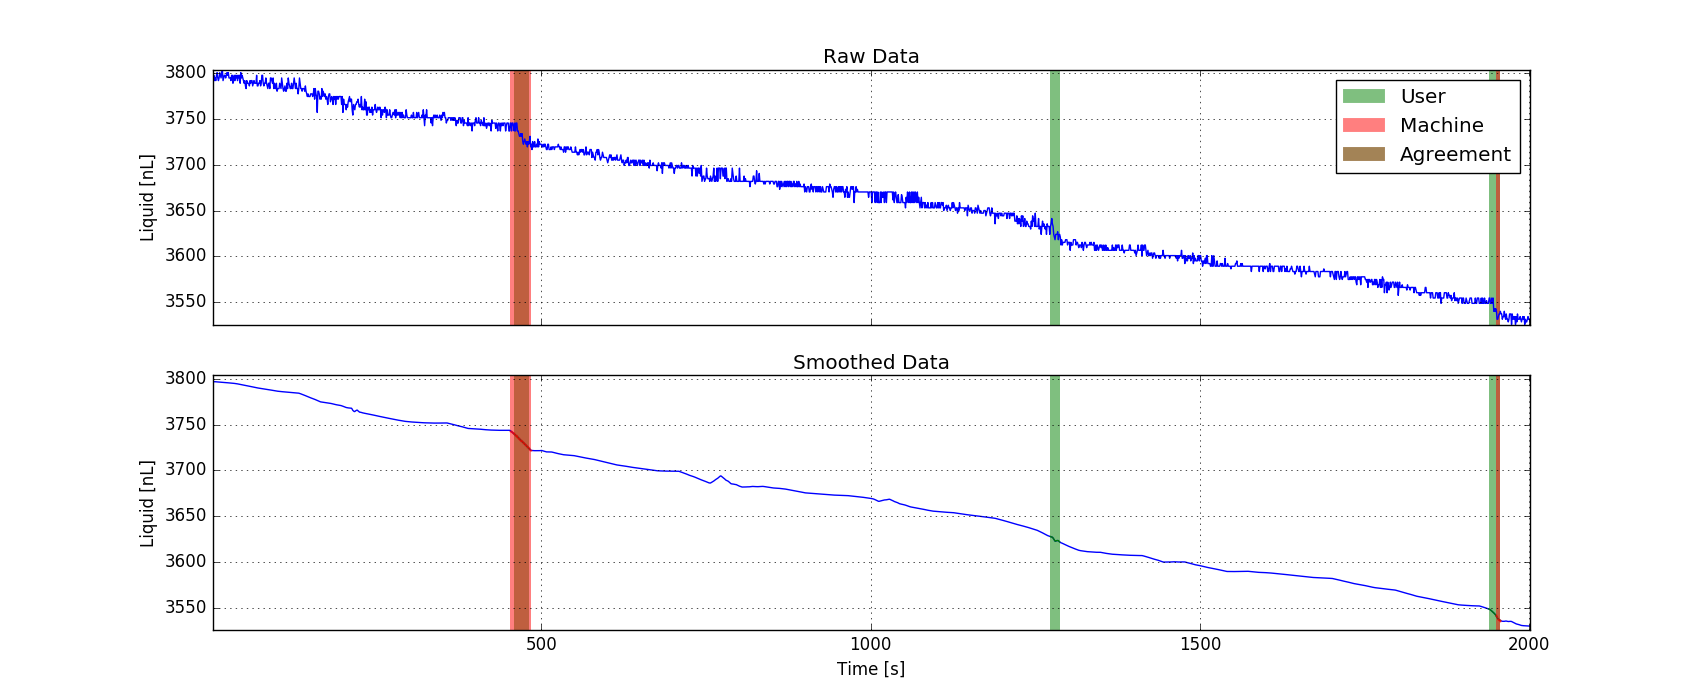 Raw Data
3800
3750
3700
3650
3600
3550
Liquid [nL]
User
Machine
Agreement
Smoothed Data
3800
3750
3700
3650
3600
3550
Liquid [nL]
500
1000
1500
2000
Time [s]